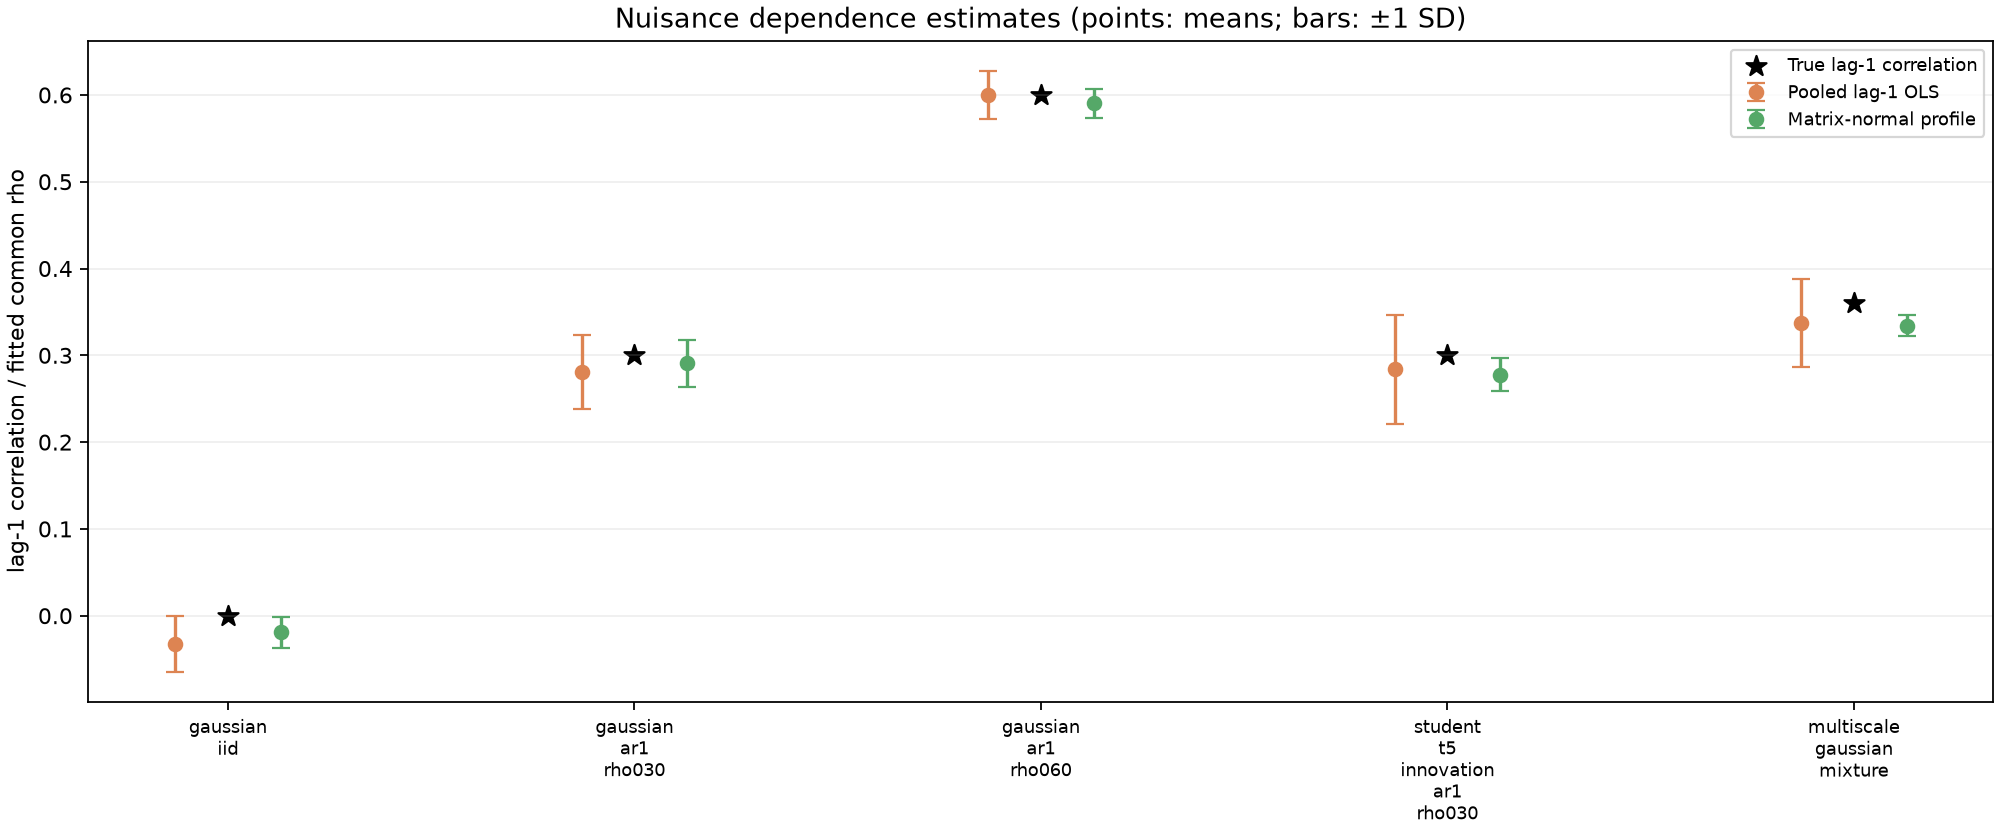 Nuisance dependence estimates (points: means; bars: ±1 SD)
True lag-1 correlation
Pooled lag-1 OLS
Matrix-normal profile
lag-1 correlation / fitted common rho
0.6
0.5
0.4
0.3
0.2
0.1
0.0
gaussian
iid
gaussian
ar1
rho030
gaussian
ar1
rho060
student
t5
innovation
ar1
rho030
multiscale
gaussian
mixture